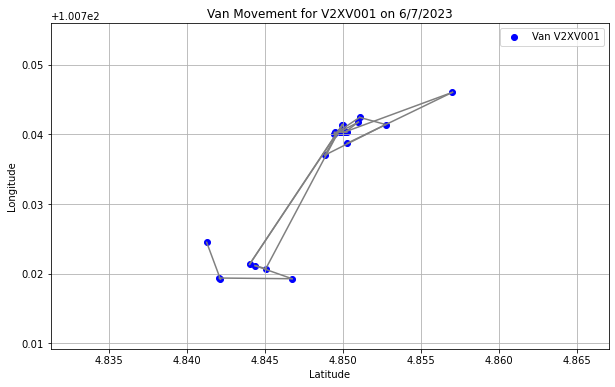 Van Movement for V2XV001 on 6/7/2023
+1.007e2
Van V2XV001
0.05
0.04
0.03
0.02
0.01
Longitude
4.835 4.840 4.845 4.850 4.855 4.860 4.865
Latitude